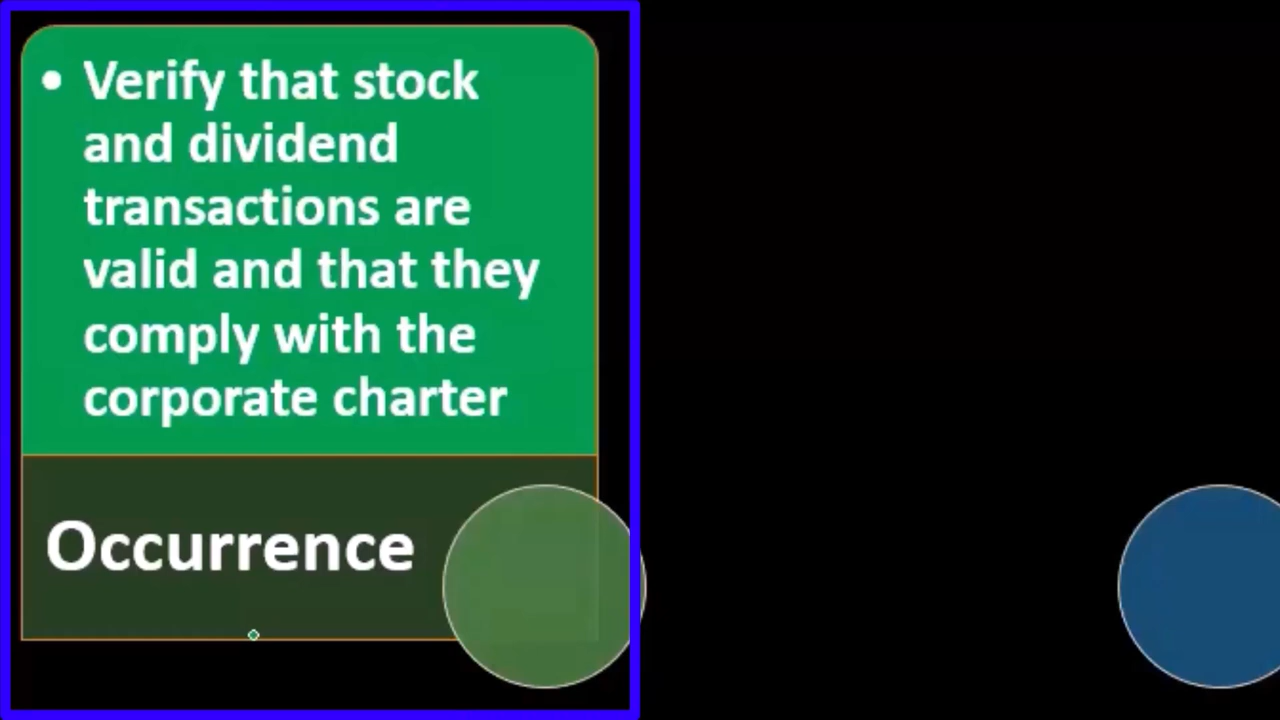 • Verify that stock
and dividend
transactions are
valid and that they
comply with the
corporate charter
Occurrence